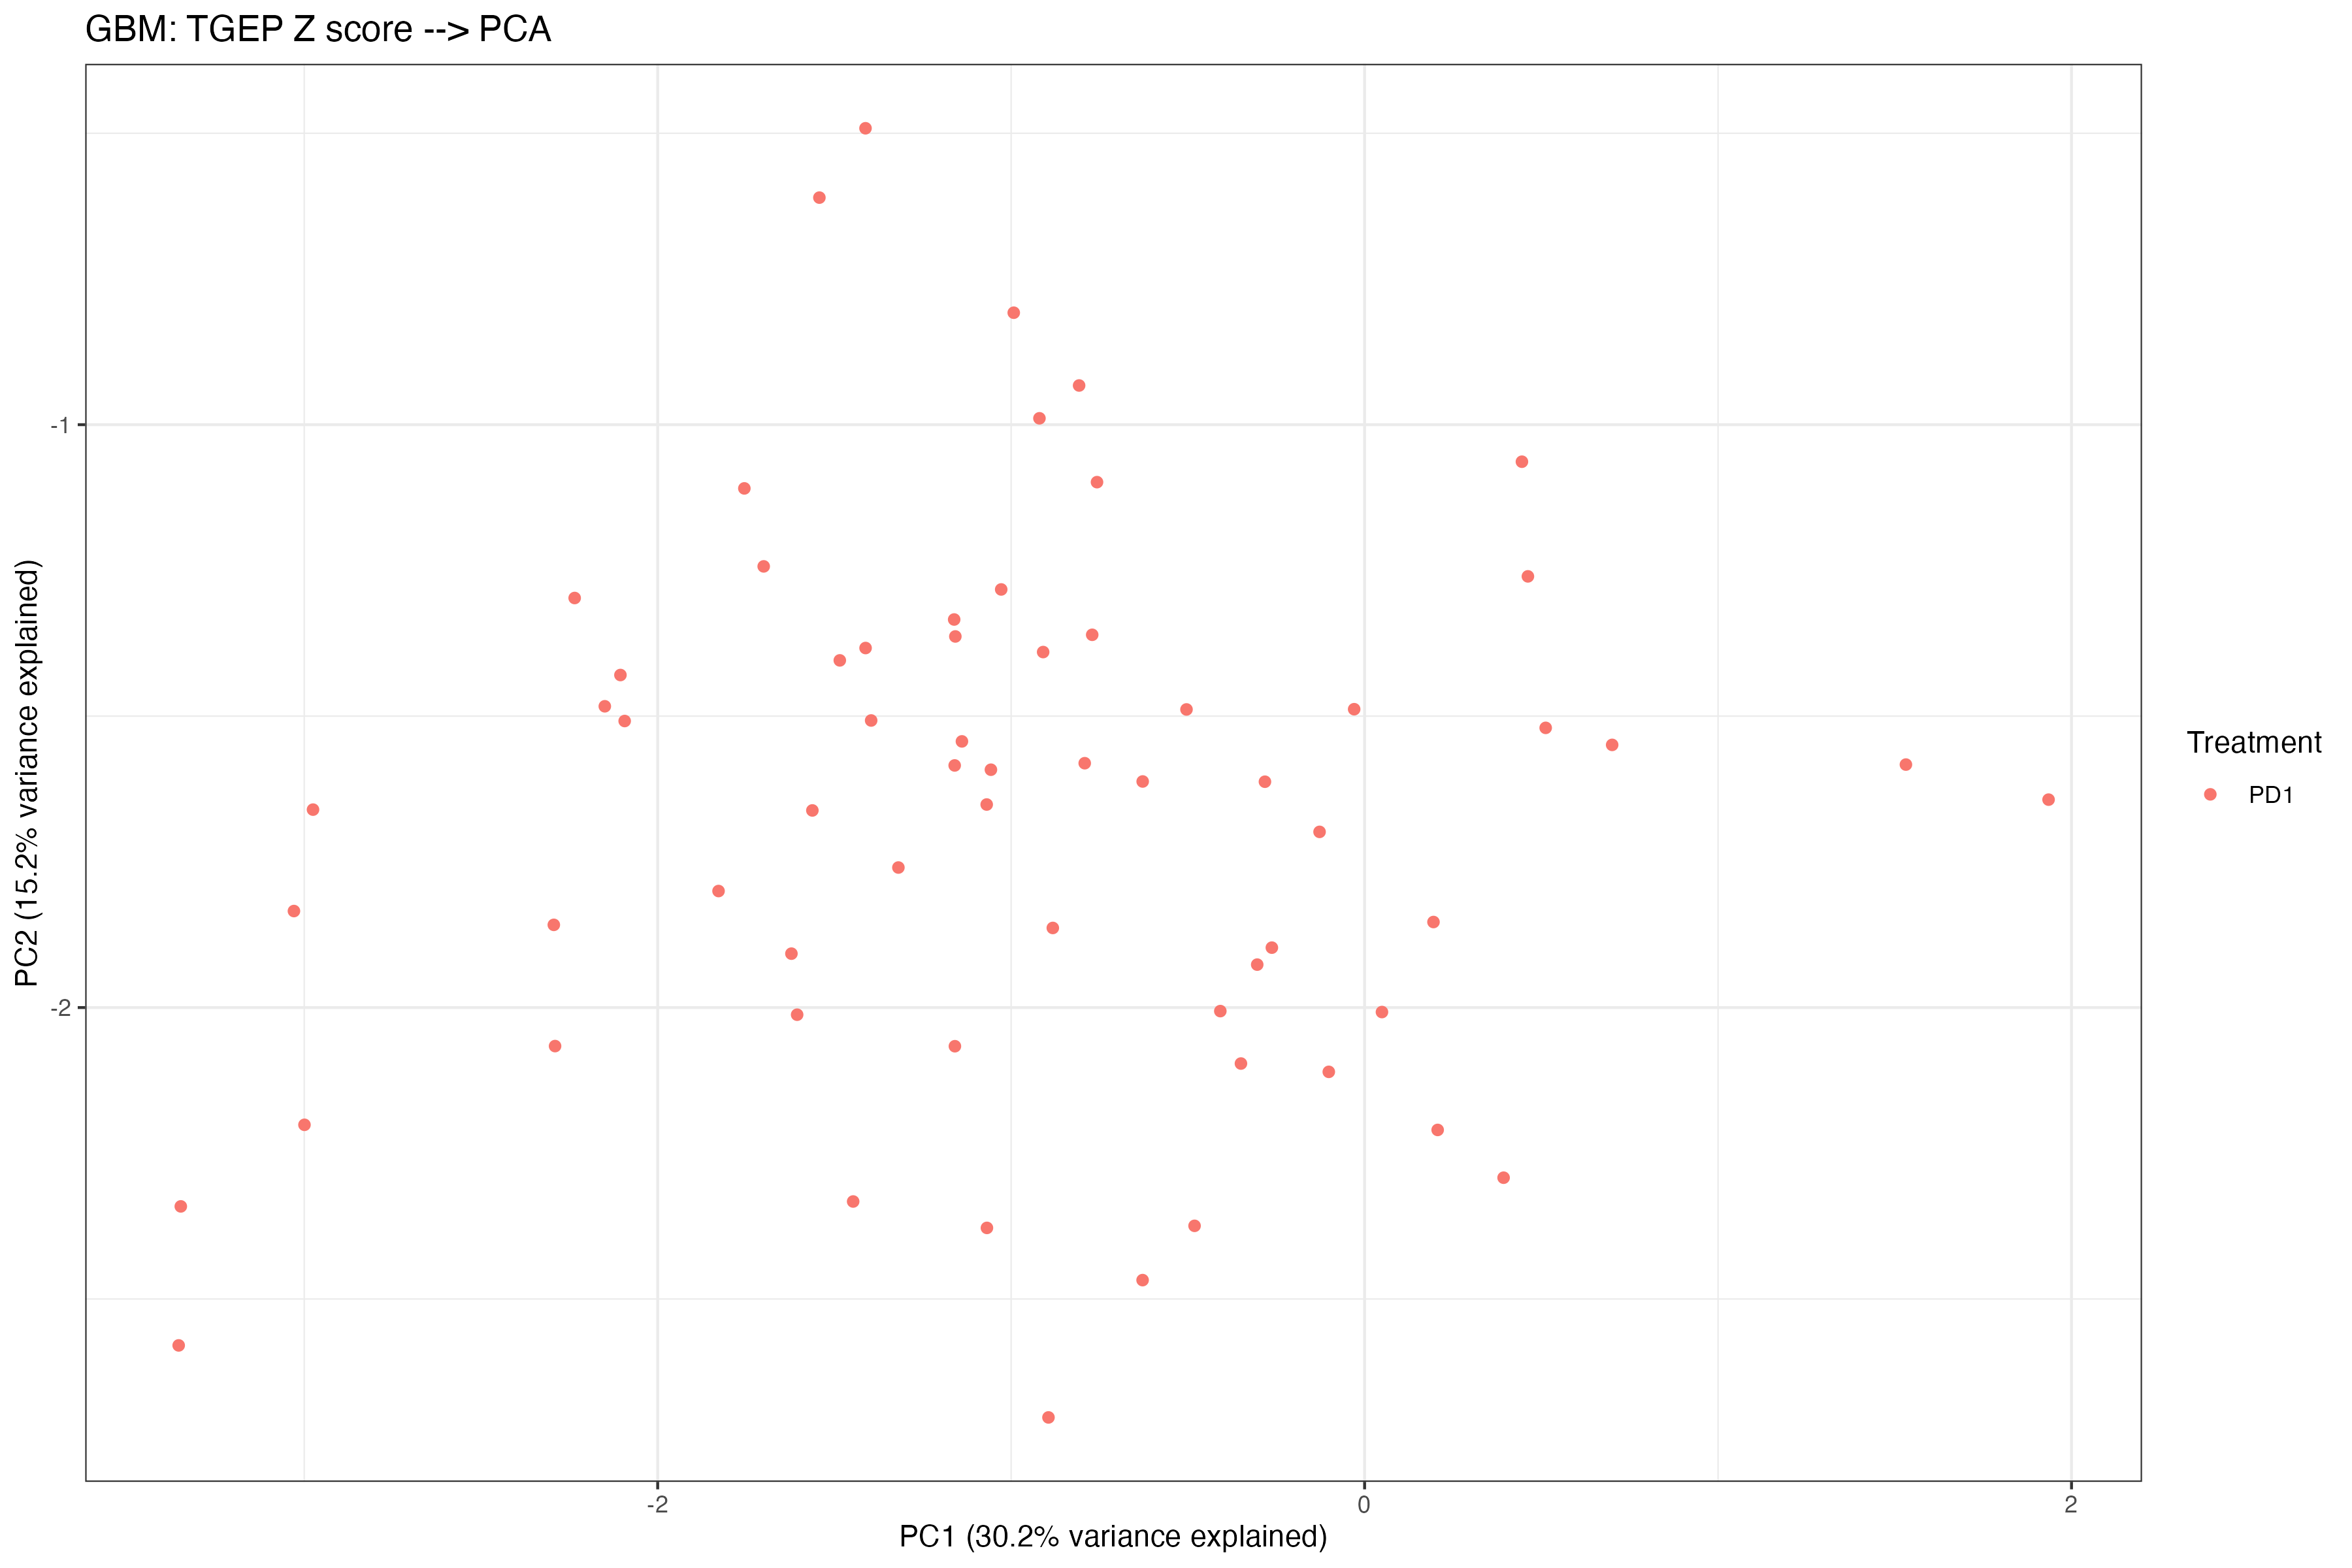 GBM: TGEP Z score --> PCA
PC2 (15.2% variance explained)
-1
-2
-2
0
2
PC1 (30.2% variance explained)
Treatment
PD1